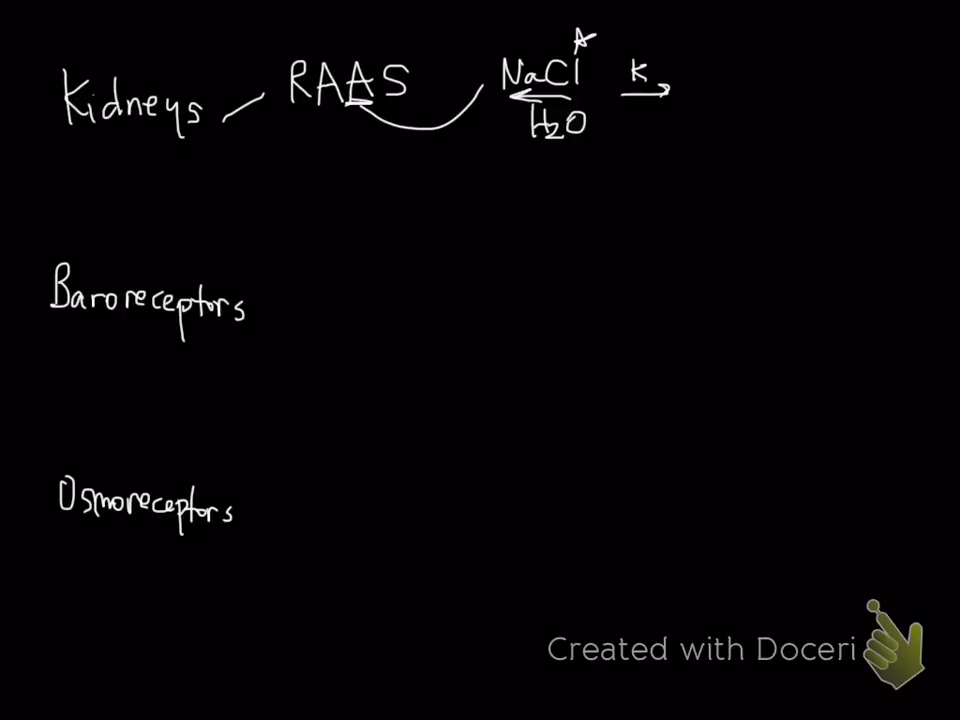 Kidneys RAAS NaCl K
H2O
Baroreceptors
Osmoreceptors
Created with Doceri